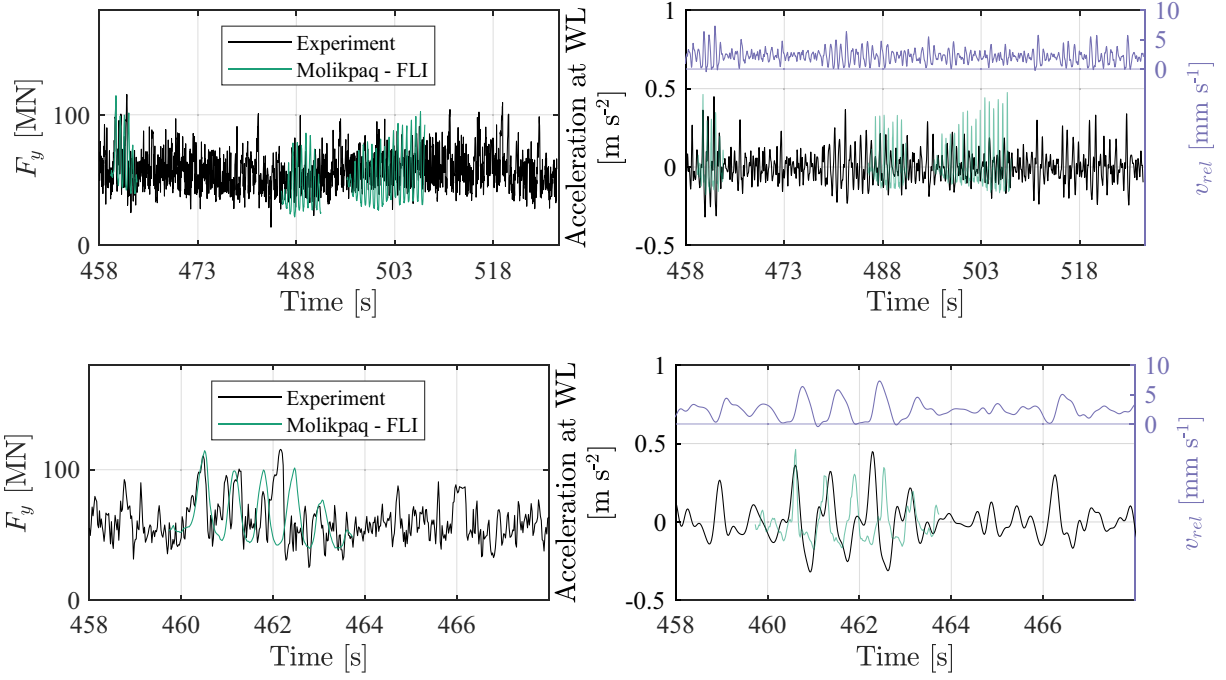 F_y [MN]
100
0
Experiment
Molikpaq - FLI
458 473 488 503 518
Time [s]
Acceleration at WL
[m s-2]
1
0.5
0
-0.5
458 473 488 503 518
Time [s]
10
5
0
v_rel [mm s-1]
F_y [MN]
100
0
Experiment
Molikpaq - FLI
458 460 462 464 466
Time [s]
Acceleration at WL
[m s-2]
1
0.5
0
-0.5
458 460 462 464 466
Time [s]
10
5
0
v_rel [mm s-1]